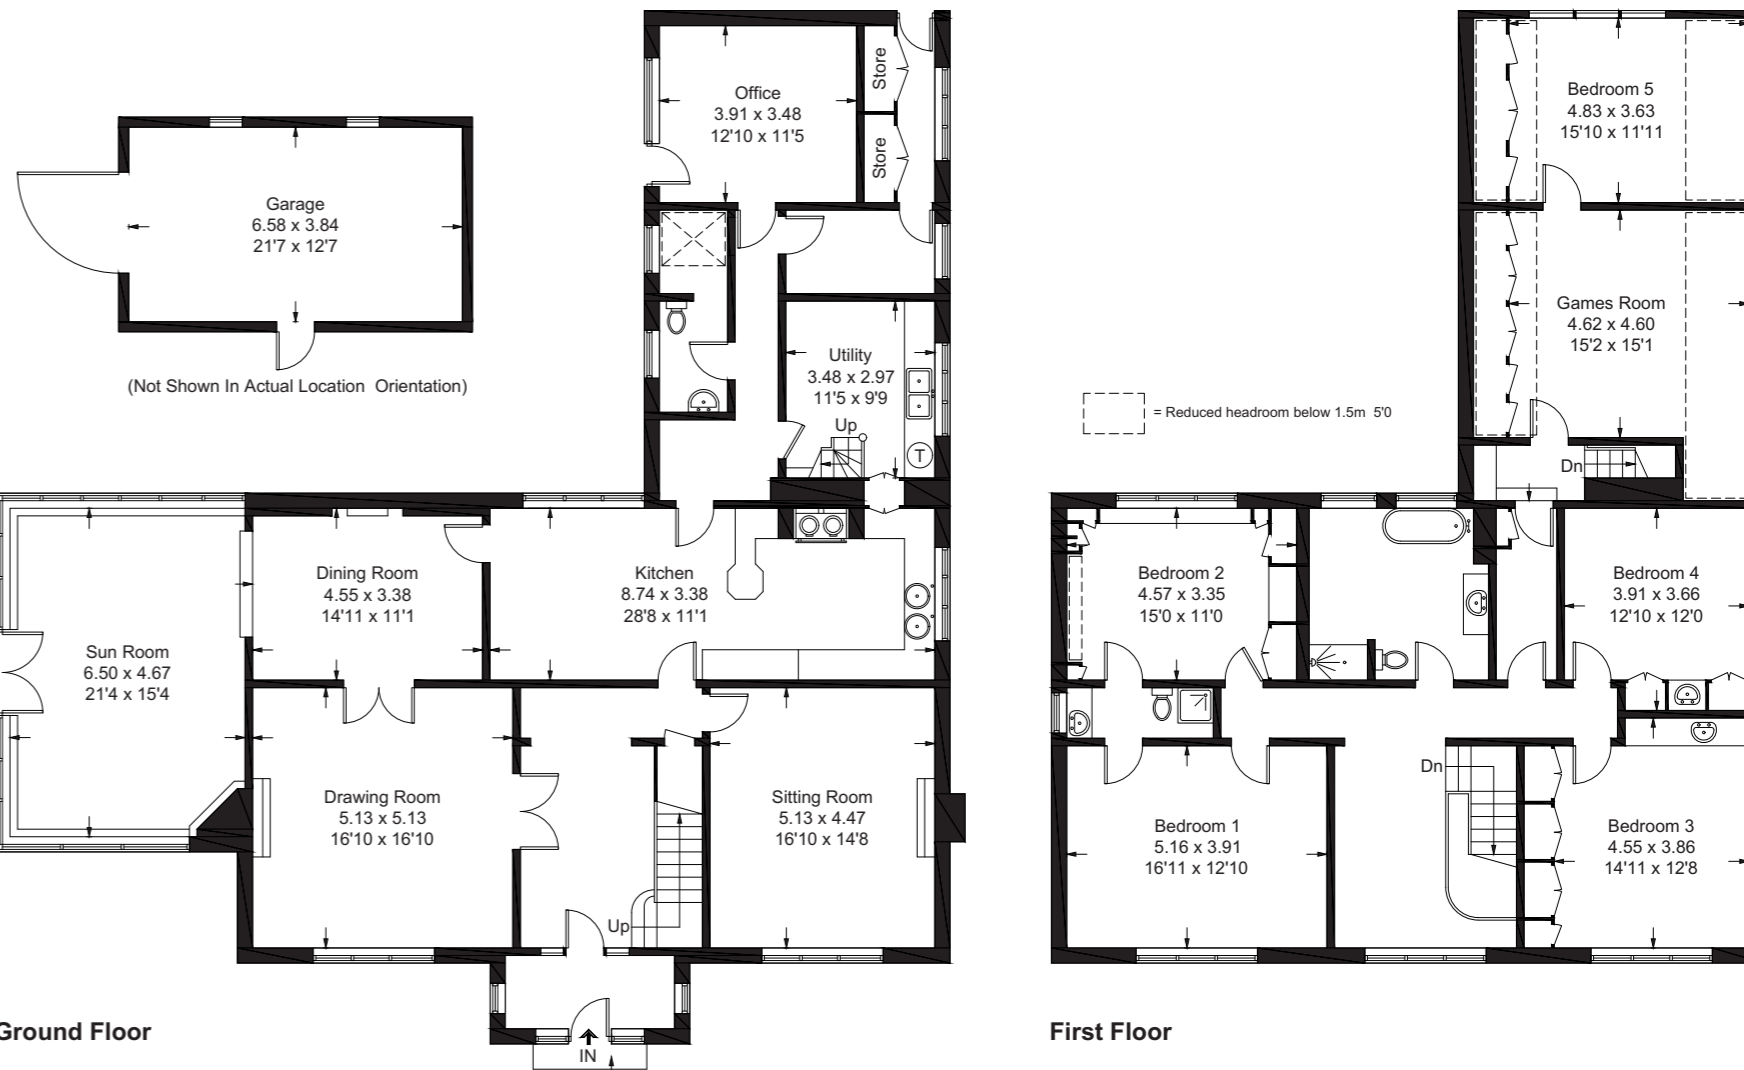 Garage
6.58 x 3.84
21'7 x 12'7
(Not Shown In Actual Location Orientation)
Office
3.91 x 3.48
12'10 x 11'5
Store
Store
Utility
3.48 x 2.97
11'5 x 9'9
Up
T
Sun Room
6.50 x 4.67
21'4 x 15'4
Dining Room
4.55 x 3.38
14'11 x 11'1
Kitchen
8.74 x 3.38
28'8 x 11'1
Drawing Room
5.13 x 5.13
16'10 x 16'10
Up
Sitting Room
5.13 x 4.47
16'10 x 14'8
IN
Ground Floor
Bedroom 5
4.83 x 3.63
15'10 x 11'11
Games Room
4.62 x 4.60
15'2 x 15'1
= Reduced headroom below 1.5m 5'0
Dn
Bedroom 2
4.57 x 3.35
15'0 x 11'0
Bedroom 4
3.91 x 3.66
12'10 x 12'0
Dn
Bedroom 1
5.16 x 3.91
16'11 x 12'10
Bedroom 3
4.55 x 3.86
14'11 x 12'8
First Floor